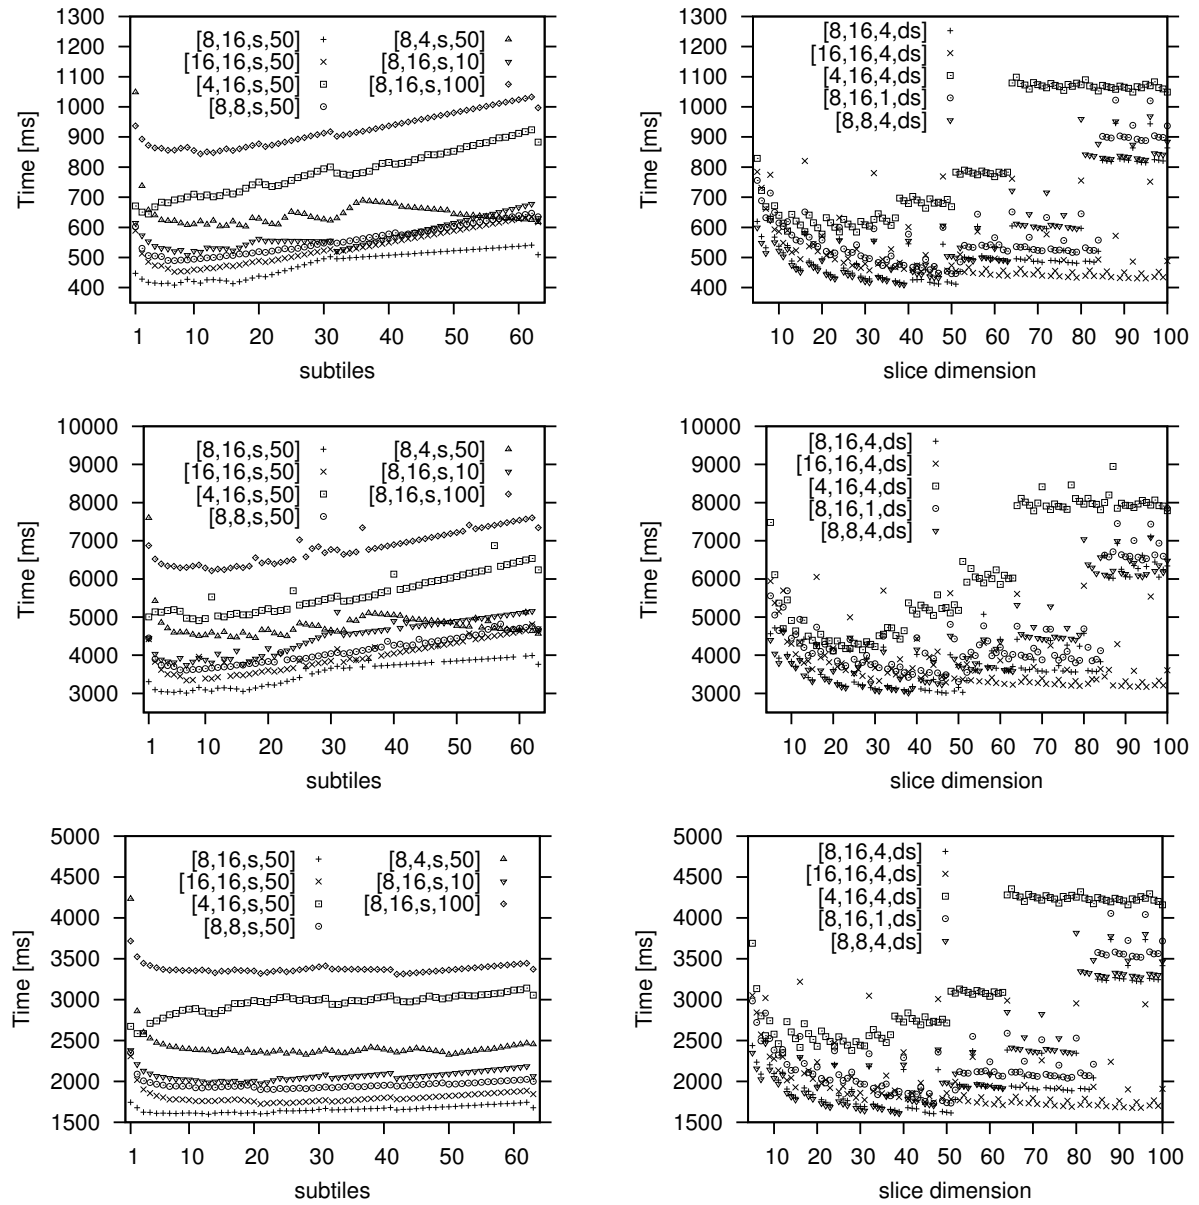 1300
1200
1100
1000
900
800
700
600
500
400
Time [ms]
[8,16,s,50]
[16,16,s,50]
[4,16,s,50]
[8,8,s,50]
[8,4,s,50]
[8,16,s,10]
[8,16,s,100]
1 10 20 30 40 50 60
subtiles
1300
1200
1100
1000
900
800
700
600
500
400
Time [ms]
[8,16,4,ds]
[16,16,4,ds]
[4,16,4,ds]
[8,16,1,ds]
[8,8,4,ds]
10 20 30 40 50 60 70 80 90 100
slice dimension
10000
9000
8000
7000
6000
5000
4000
3000
Time [ms]
[8,16,s,50]
[16,16,s,50]
[4,16,s,50]
[8,8,s,50]
[8,4,s,50]
[8,16,s,10]
[8,16,s,100]
1 10 20 30 40 50 60
subtiles
10000
9000
8000
7000
6000
5000
4000
3000
Time [ms]
[8,16,4,ds]
[16,16,4,ds]
[4,16,4,ds]
[8,16,1,ds]
[8,8,4,ds]
10 20 30 40 50 60 70 80 90 100
slice dimension
5000
4500
4000
3500
3000
2500
2000
1500
Time [ms]
[8,16,s,50]
[16,16,s,50]
[4,16,s,50]
[8,8,s,50]
[8,4,s,50]
[8,16,s,10]
[8,16,s,100]
1 10 20 30 40 50 60
subtiles
5000
4500
4000
3500
3000
2500
2000
1500
Time [ms]
[8,16,4,ds]
[16,16,4,ds]
[4,16,4,ds]
[8,16,1,ds]
[8,8,4,ds]
10 20 30 40 50 60 70 80 90 100
slice dimension